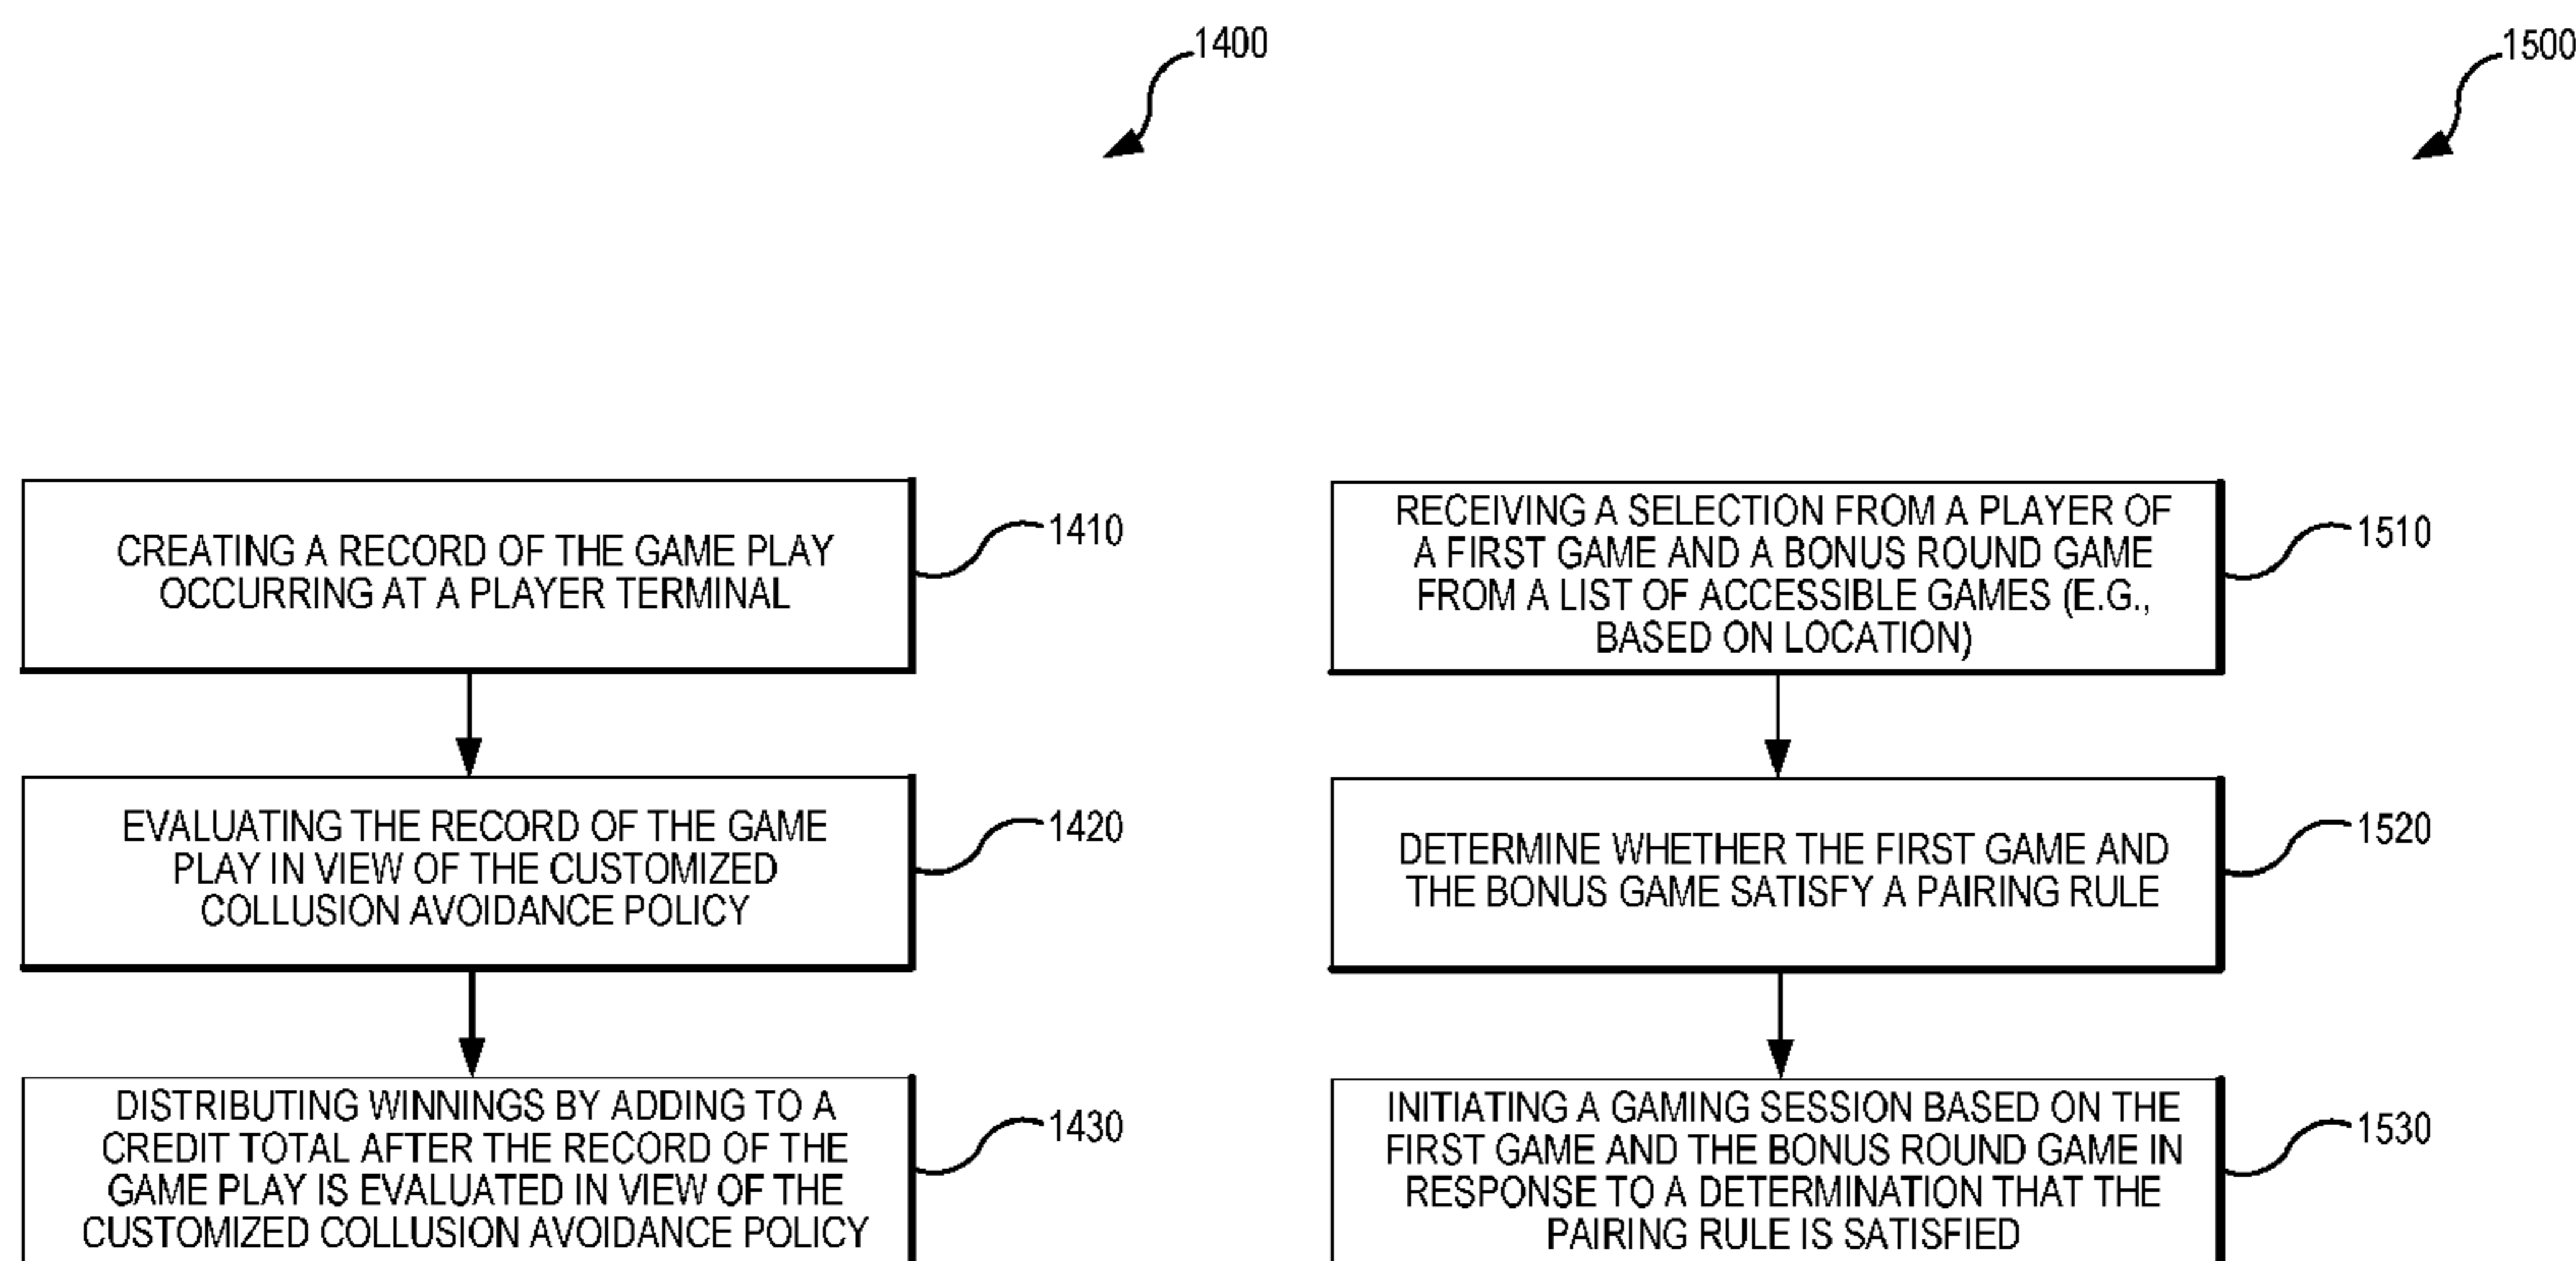 1400
CREATING A RECORD OF THE GAME PLAY
OCCURRING AT A PLAYER TERMINAL
1410
EVALUATING THE RECORD OF THE GAME
PLAY IN VIEW OF THE CUSTOMIZED
COLLUSION AVOIDANCE POLICY
1420
DISTRIBUTING WINNINGS BY ADDING TO A
CREDIT TOTAL AFTER THE RECORD OF THE
GAME PLAY IS EVALUATED IN VIEW OF THE
CUSTOMIZED COLLUSION AVOIDANCE POLICY
1430
1500
RECEIVING A SELECTION FROM A PLAYER OF
A FIRST GAME AND A BONUS ROUND GAME
FROM A LIST OF ACCESSIBLE GAMES (E.G.,
BASED ON LOCATION)
1510
DETERMINE WHETHER THE FIRST GAME AND
THE BONUS GAME SATISFY A PAIRING RULE
1520
INITIATING A GAMING SESSION BASED ON THE
FIRST GAME AND THE BONUS ROUND GAME IN
RESPONSE TO A DETERMINATION THAT THE
PAIRING RULE IS SATISFIED
1530